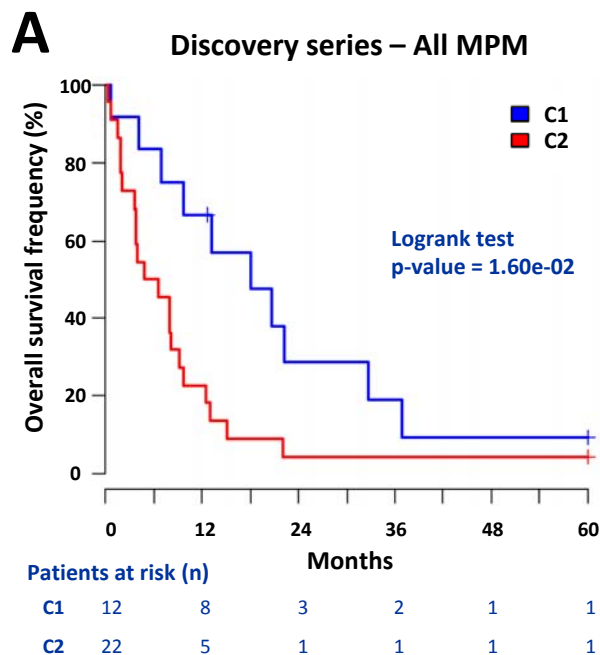 A
Discovery series – All MPM
Overall survival frequency (%)
100
80
60
40
20
0
C1
C2
Logrank test
p-value = 1.60e-02
0 12 24 36 48 60
Months
Patients at risk (n)
C1 12 8 3 2 1 1
C2 22 5 1 1 1 1